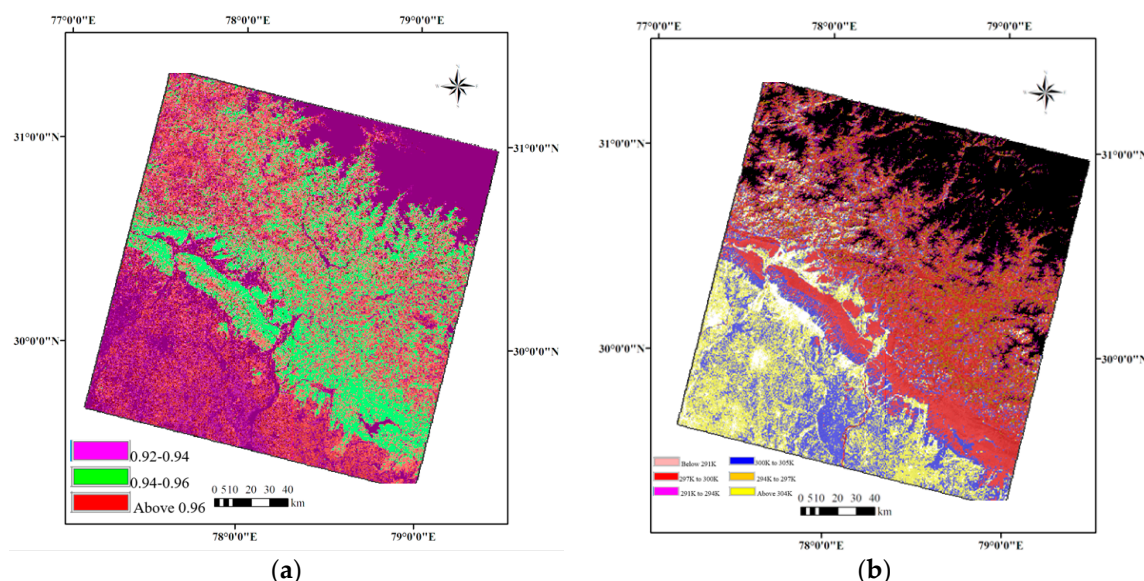 77°0'0"E 78°0'0"E 79°0'0"E
31°0'0"N 31°0'0"N
30°0'0"N 30°0'0"N
0.92-0.94
0.94-0.96
Above 0.96
0 5 10 20 30 40
km
78°0'0"E 79°0'0"E
(a)
77°0'0"E 78°0'0"E 79°0'0"E
31°0'0"N 31°0'0"N
30°0'0"N 30°0'0"N
Below 291K 300K to 305K
297K to 300K 294K to 297K
291K to 294K Above 304K
0 5 10 20 30 40
km
78°0'0"E 79°0'0"E
(b)